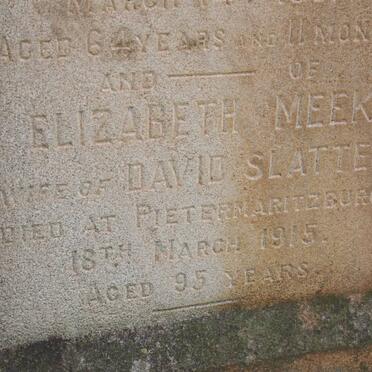 MARCH
AGED 64 YEARS AND 11 MON
AND — OF
ELIZABETH MEEK
WIFE OF DAVID SLATTE
DIED AT PIETERMARITZBURG
18TH MARCH 1915.
AGED 95 YEARS.